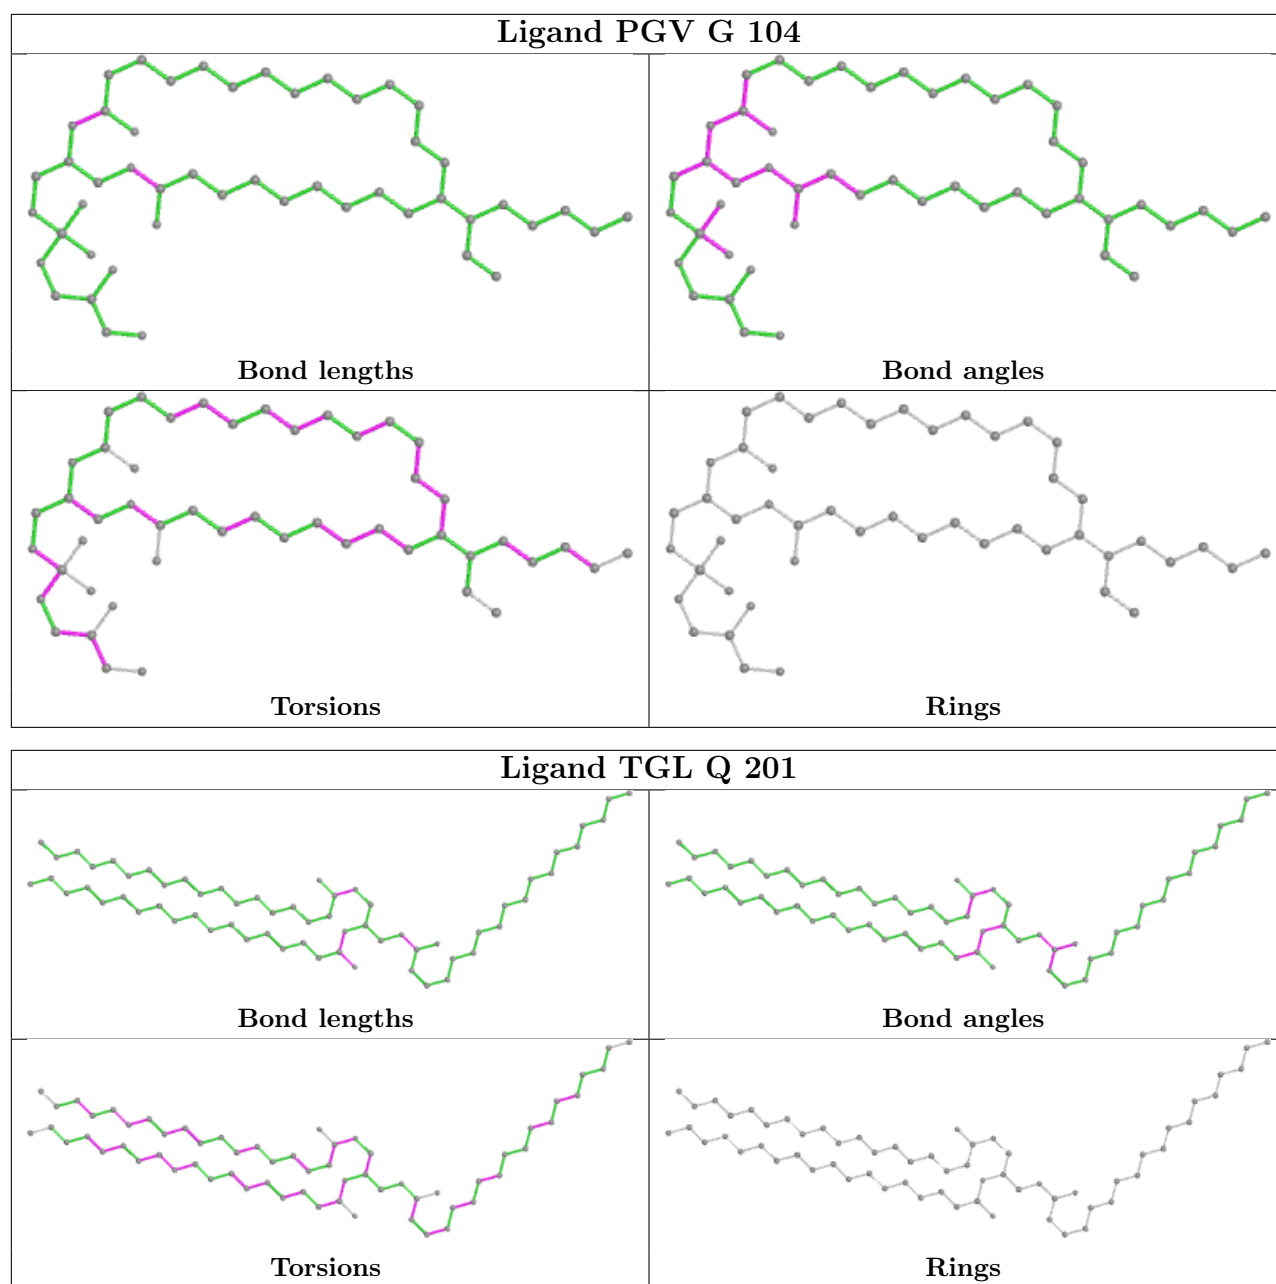 Ligand PGV G 104
Bond lengths
Bond angles
Torsions
Rings
Ligand TGL Q 201
Bond lengths
Bond angles
Torsions
Rings